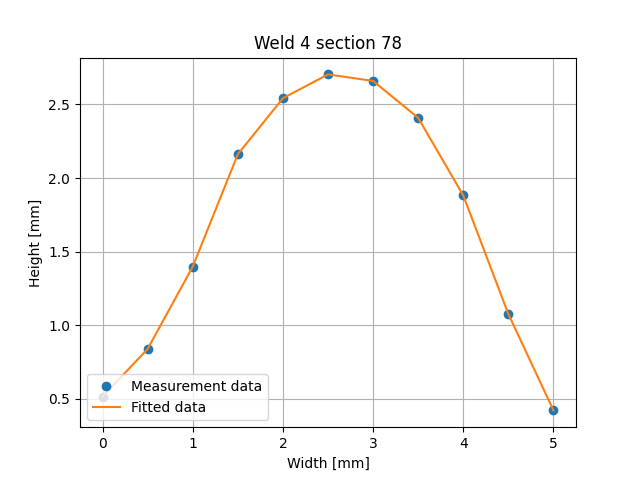 Weld 4 section 78
Height [mm]
2.5
2.0
1.5
1.0
0.5
Measurement data
Fitted data
0 1 2 3 4 5
Width [mm]